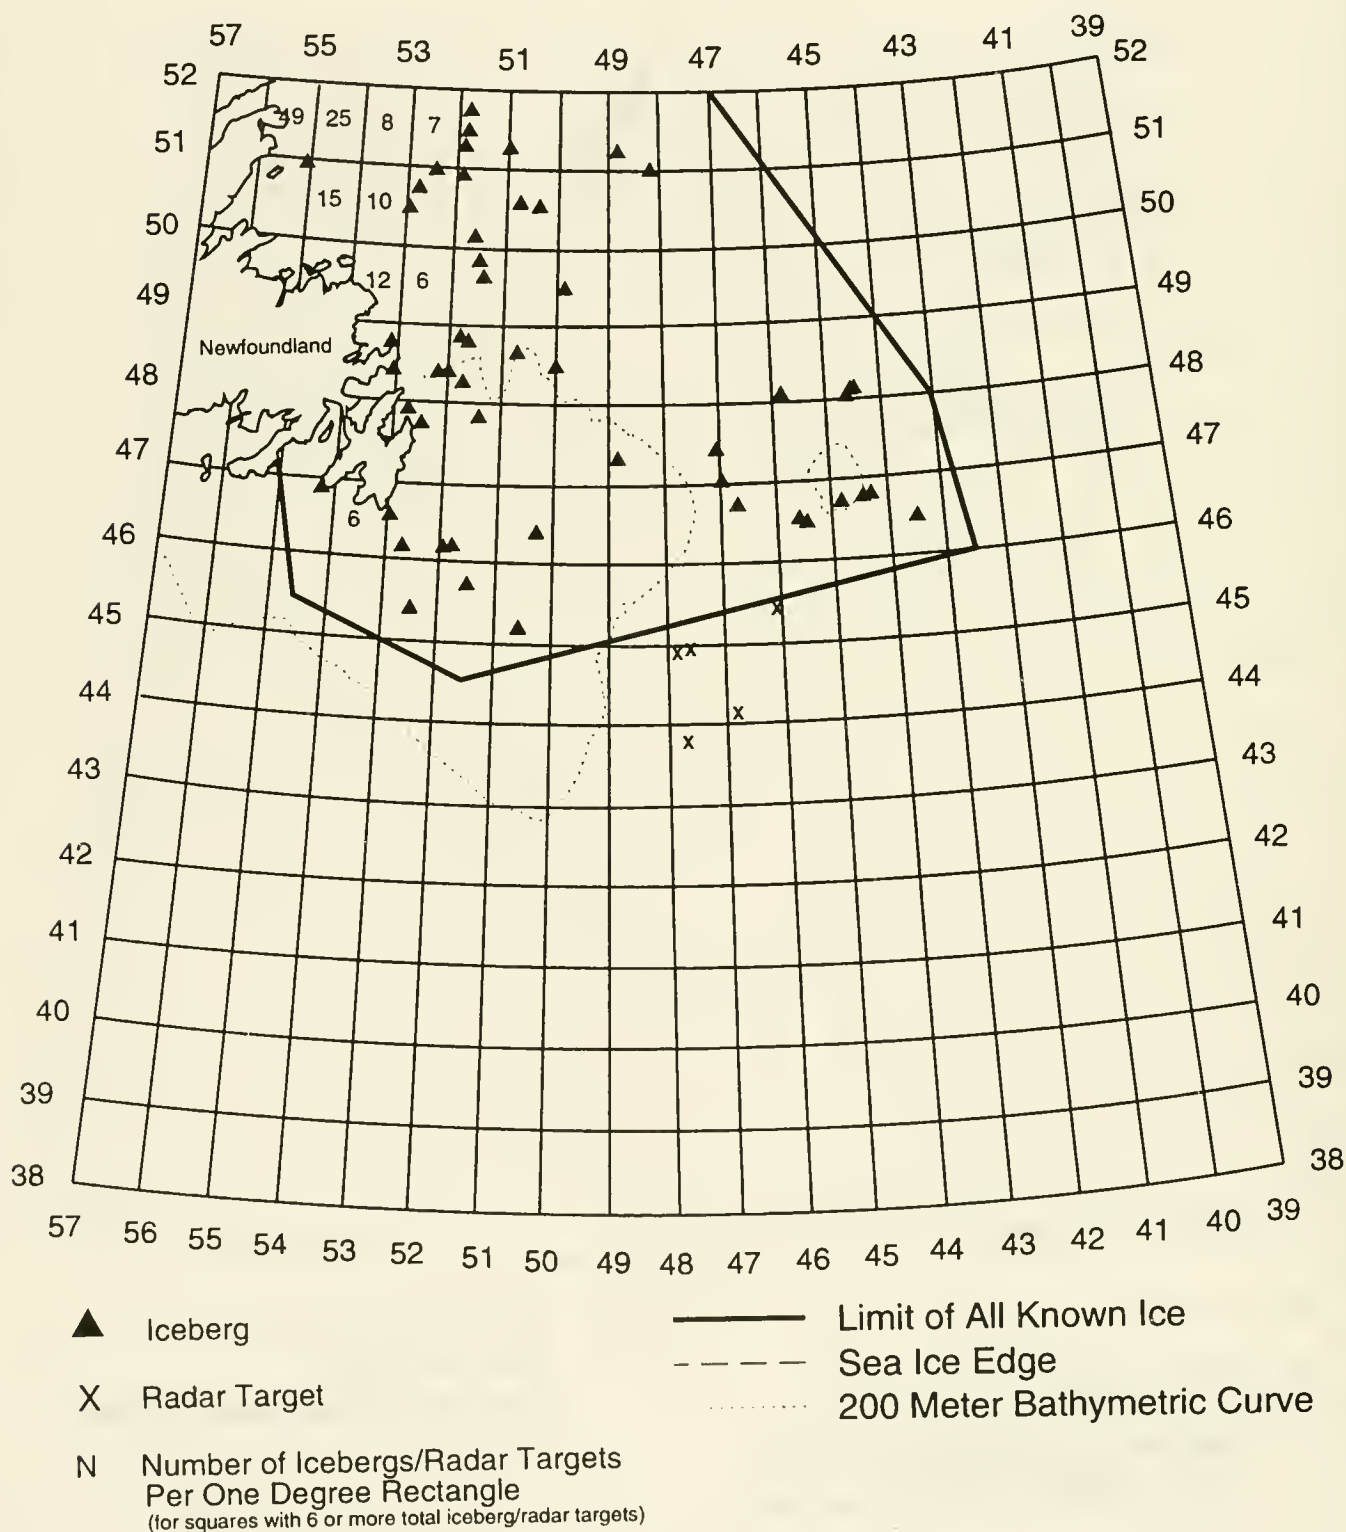 57 55 53 51 49 47 45 43 41 39
52 52
49 25 8 7
51 51
15 10
50 50
12 6
49 49
Newfoundland
48 48
47 47
6
46 46
45 45
X
X X
44 44
X
X
43 43
42 42
41 41
40 40
39 39
38 38
57 56 55 54 53 52 51 50 49 48 47 46 45 44 43 42 41 40 39
Iceberg
X Radar Target
N Number of Icebergs/Radar Targets
Per One Degree Rectangle
(for squares with 6 or more total iceberg/radar targets)
Limit of All Known Ice
Sea Ice Edge
200 Meter Bathymetric Curve